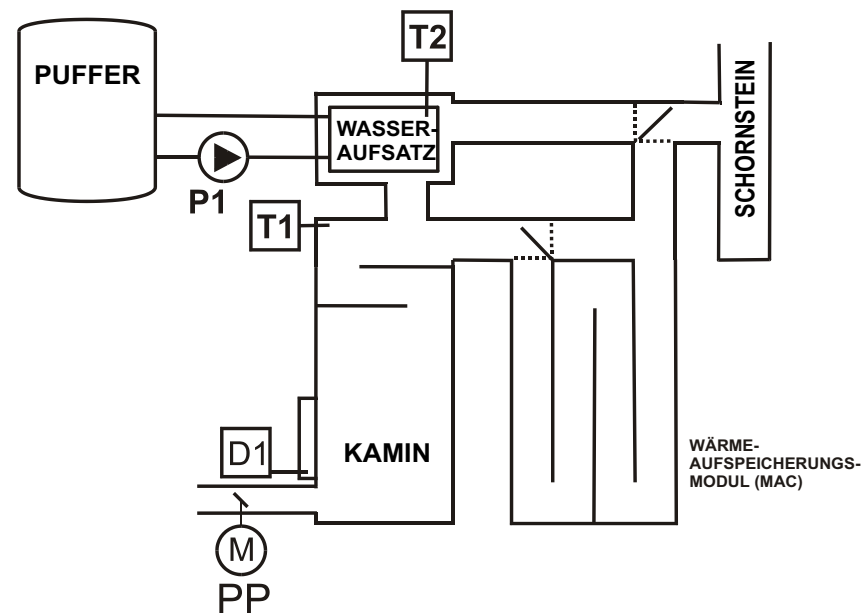 T2
PUFFER
WASSER-
AUFSATZ
P1
T1
SCHORNSTEIN
D1
KAMIN
WÄRME-
AUFSPEICHERUNGS-
MODUL (MAC)
M
PP